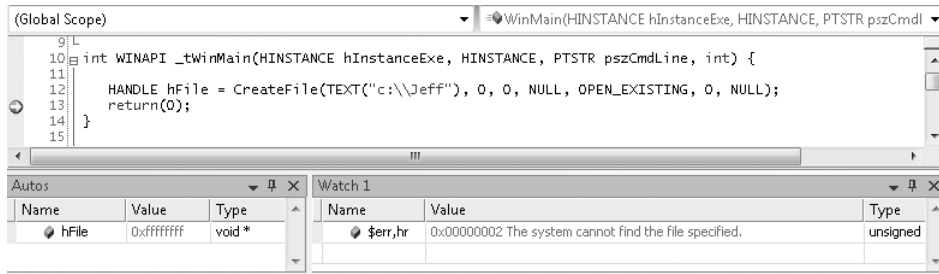 (Global Scope) WinMain(HINSTANCE hInstanceExe, HINSTANCE, PTSTR pszCmdl
9
10 int WINAPI _tWinMain(HINSTANCE hInstanceExe, HINSTANCE, PTSTR pszCmdLine, int) {
11
12 HANDLE hFile = CreateFile(TEXT("c:\\Jeff"), 0, 0, NULL, OPEN_EXISTING, 0, NULL);
13 return(0);
14 }
15
Autos Watch 1
Name Value Type Name Value Type
hFile 0xffffffff void * $err,hr 0x00000002 The system cannot find the file specified. unsigned